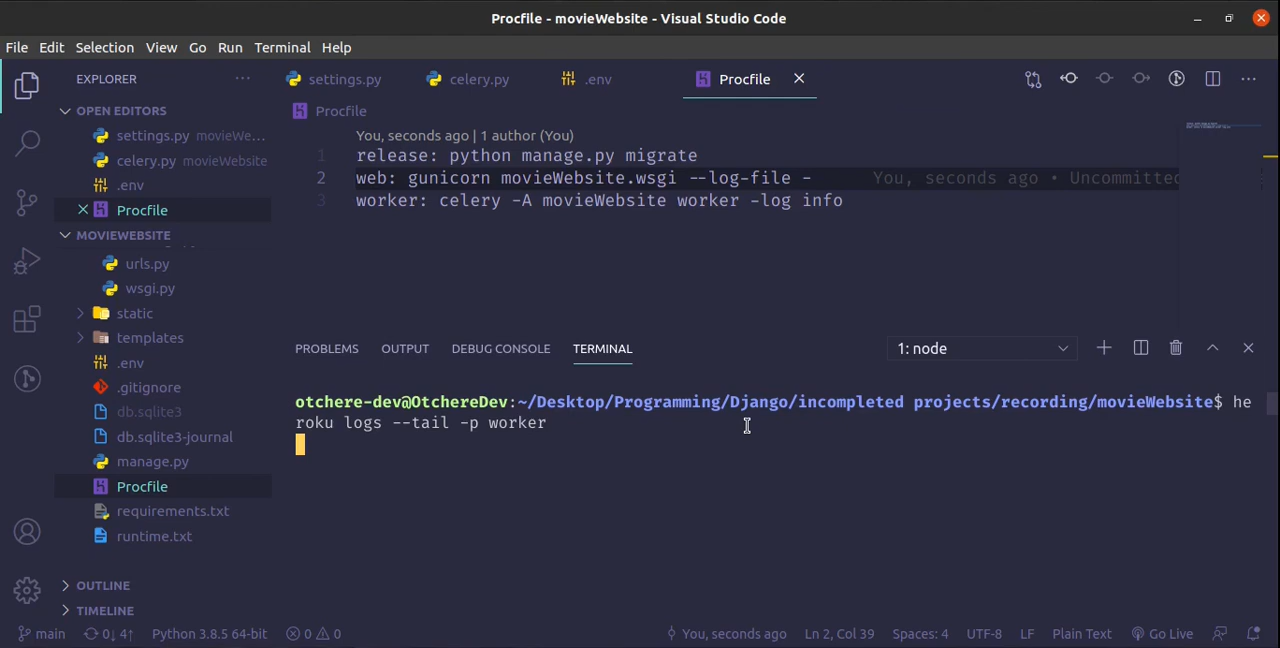 Procfile - movieWebsite - Visual Studio Code
File Edit Selection View Go Run Terminal Help
EXPLORER ···
settings.py celery.py .env Procfile
OPEN EDITORS
Procfile
settings.py movieWe...
celery.py movieWebsite
.env
Procfile
You, seconds ago | 1 author (You)
1 release: python manage.py migrate
2 web: gunicorn movieWebsite.wsgi --log-file - You, seconds ago • Uncommitted
3 worker: celery -A movieWebsite worker -log info
MOVIEWEBSITE
urls.py
wsgi.py
static
templates
.env
.gitignore
db.sqlite3
db.sqlite3-journal
manage.py
Procfile
requirements.txt
runtime.txt
OUTLINE
TIMELINE
PROBLEMS OUTPUT DEBUG CONSOLE TERMINAL 1: node
otchere-dev@OtchereDev:~/Desktop/Programming/Django/incompleted projects/recording/movieWebsite$ he
roku logs --tail -p worker
main 0↓ 4↑ Python 3.8.5 64-bit 0 0 You, seconds ago Ln 2, Col 39 Spaces: 4 UTF-8 LF Plain Text Go Live